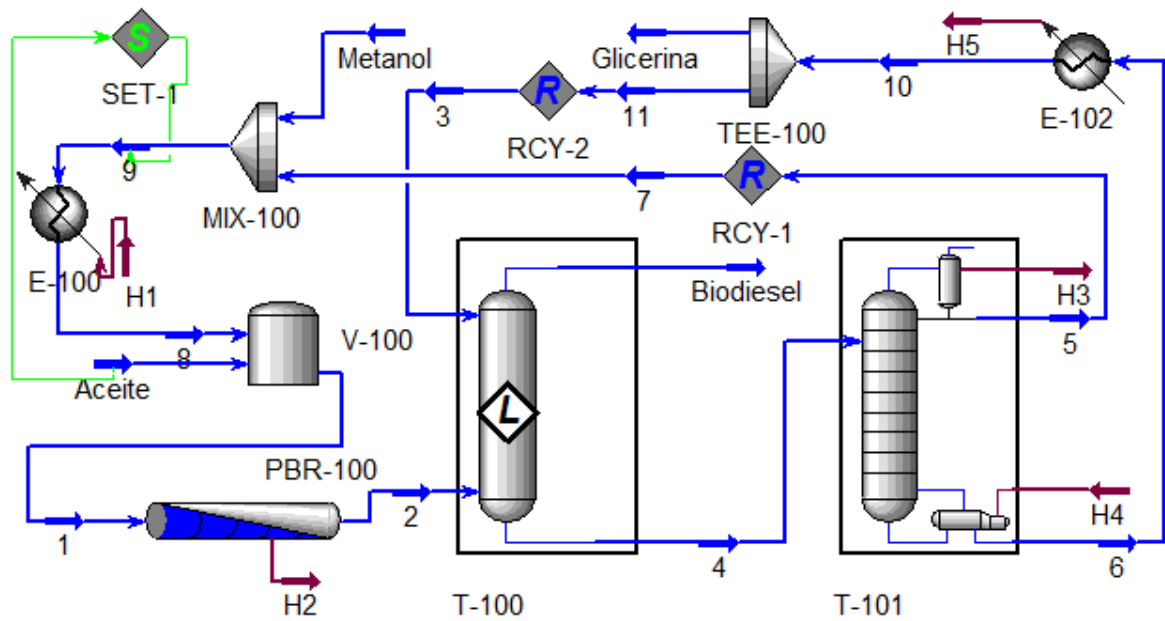 S
SET-1
Metanol
Glicerina
H5
10
E-102
TEE-100
11
R
RCY-2
3
9
MIX-100
7
R
RCY-1
E-100
H1
Biodiesel
H3
5
8
V-100
Aceite
L
PBR-100
1
2
H2
T-100
4
T-101
H4
6